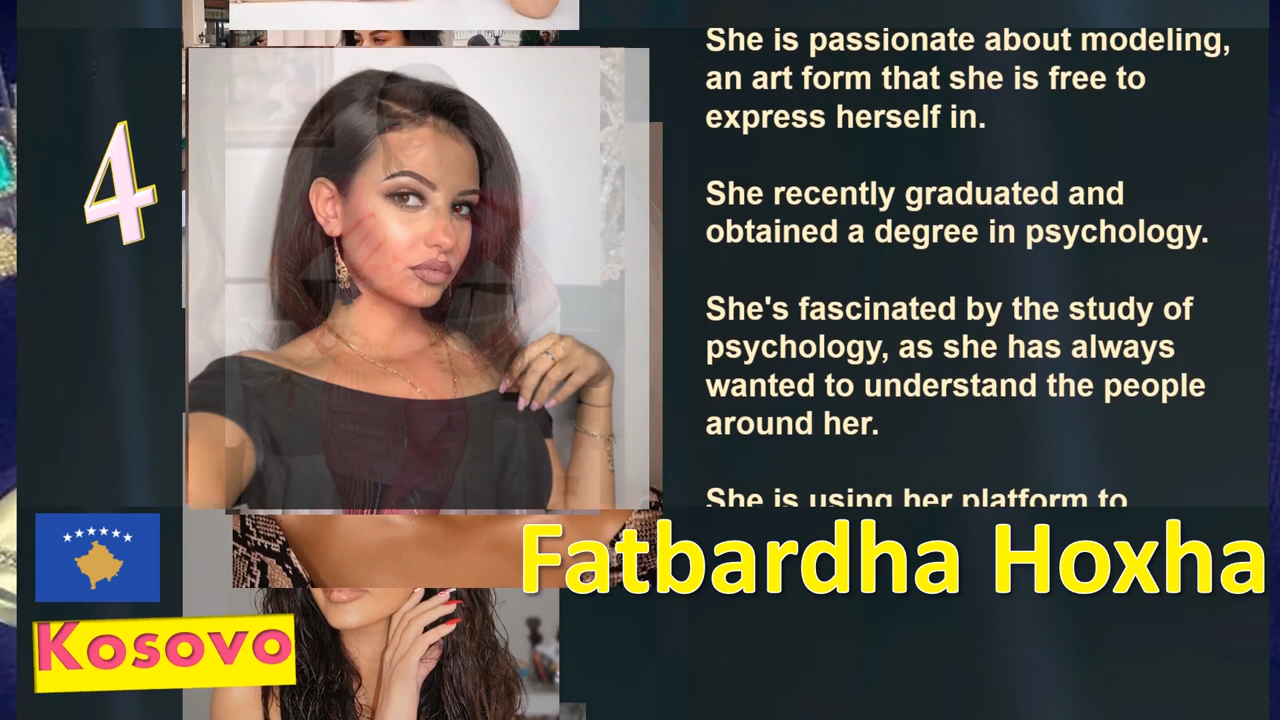 She is passionate about modeling,
an art form that she is free to
express herself in.
She recently graduated and
obtained a degree in psychology.
She's fascinated by the study of
psychology, as she has always
wanted to understand the people
around her.
She is using her platform to
4
Fatbardha Hoxha
Kosovo